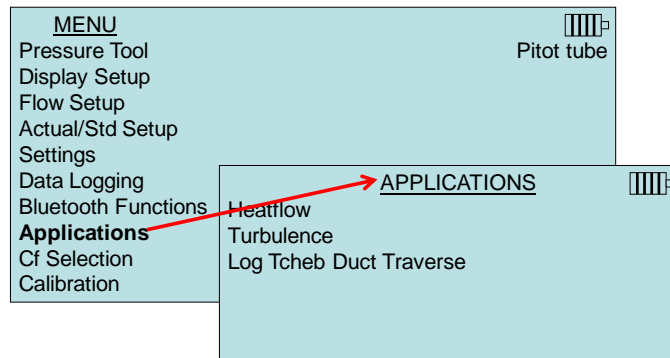 MENU
Pressure Tool
Pitot tube
Display Setup
Flow Setup
Actual/Std Setup
Settings
Data Logging
Bluetooth Functions
Applications
Cf Selection
Calibration
APPLICATIONS
Heatflow
Turbulence
Log Tcheb Duct Traverse